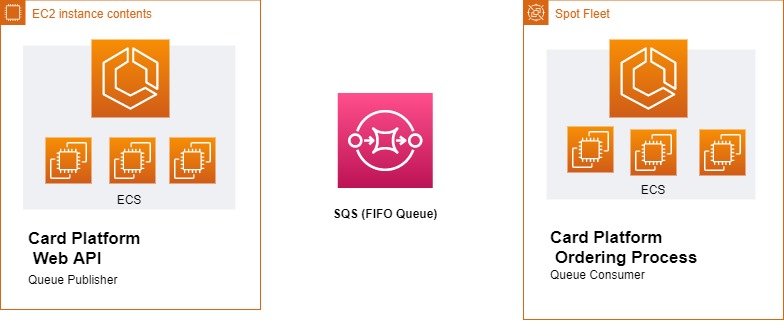 EC2 instance contents
ECS
Card Platform
Web API
Queue Publisher
SQS (FIFO Queue)
Spot Fleet
ECS
Card Platform
Ordering Process
Queue Consumer